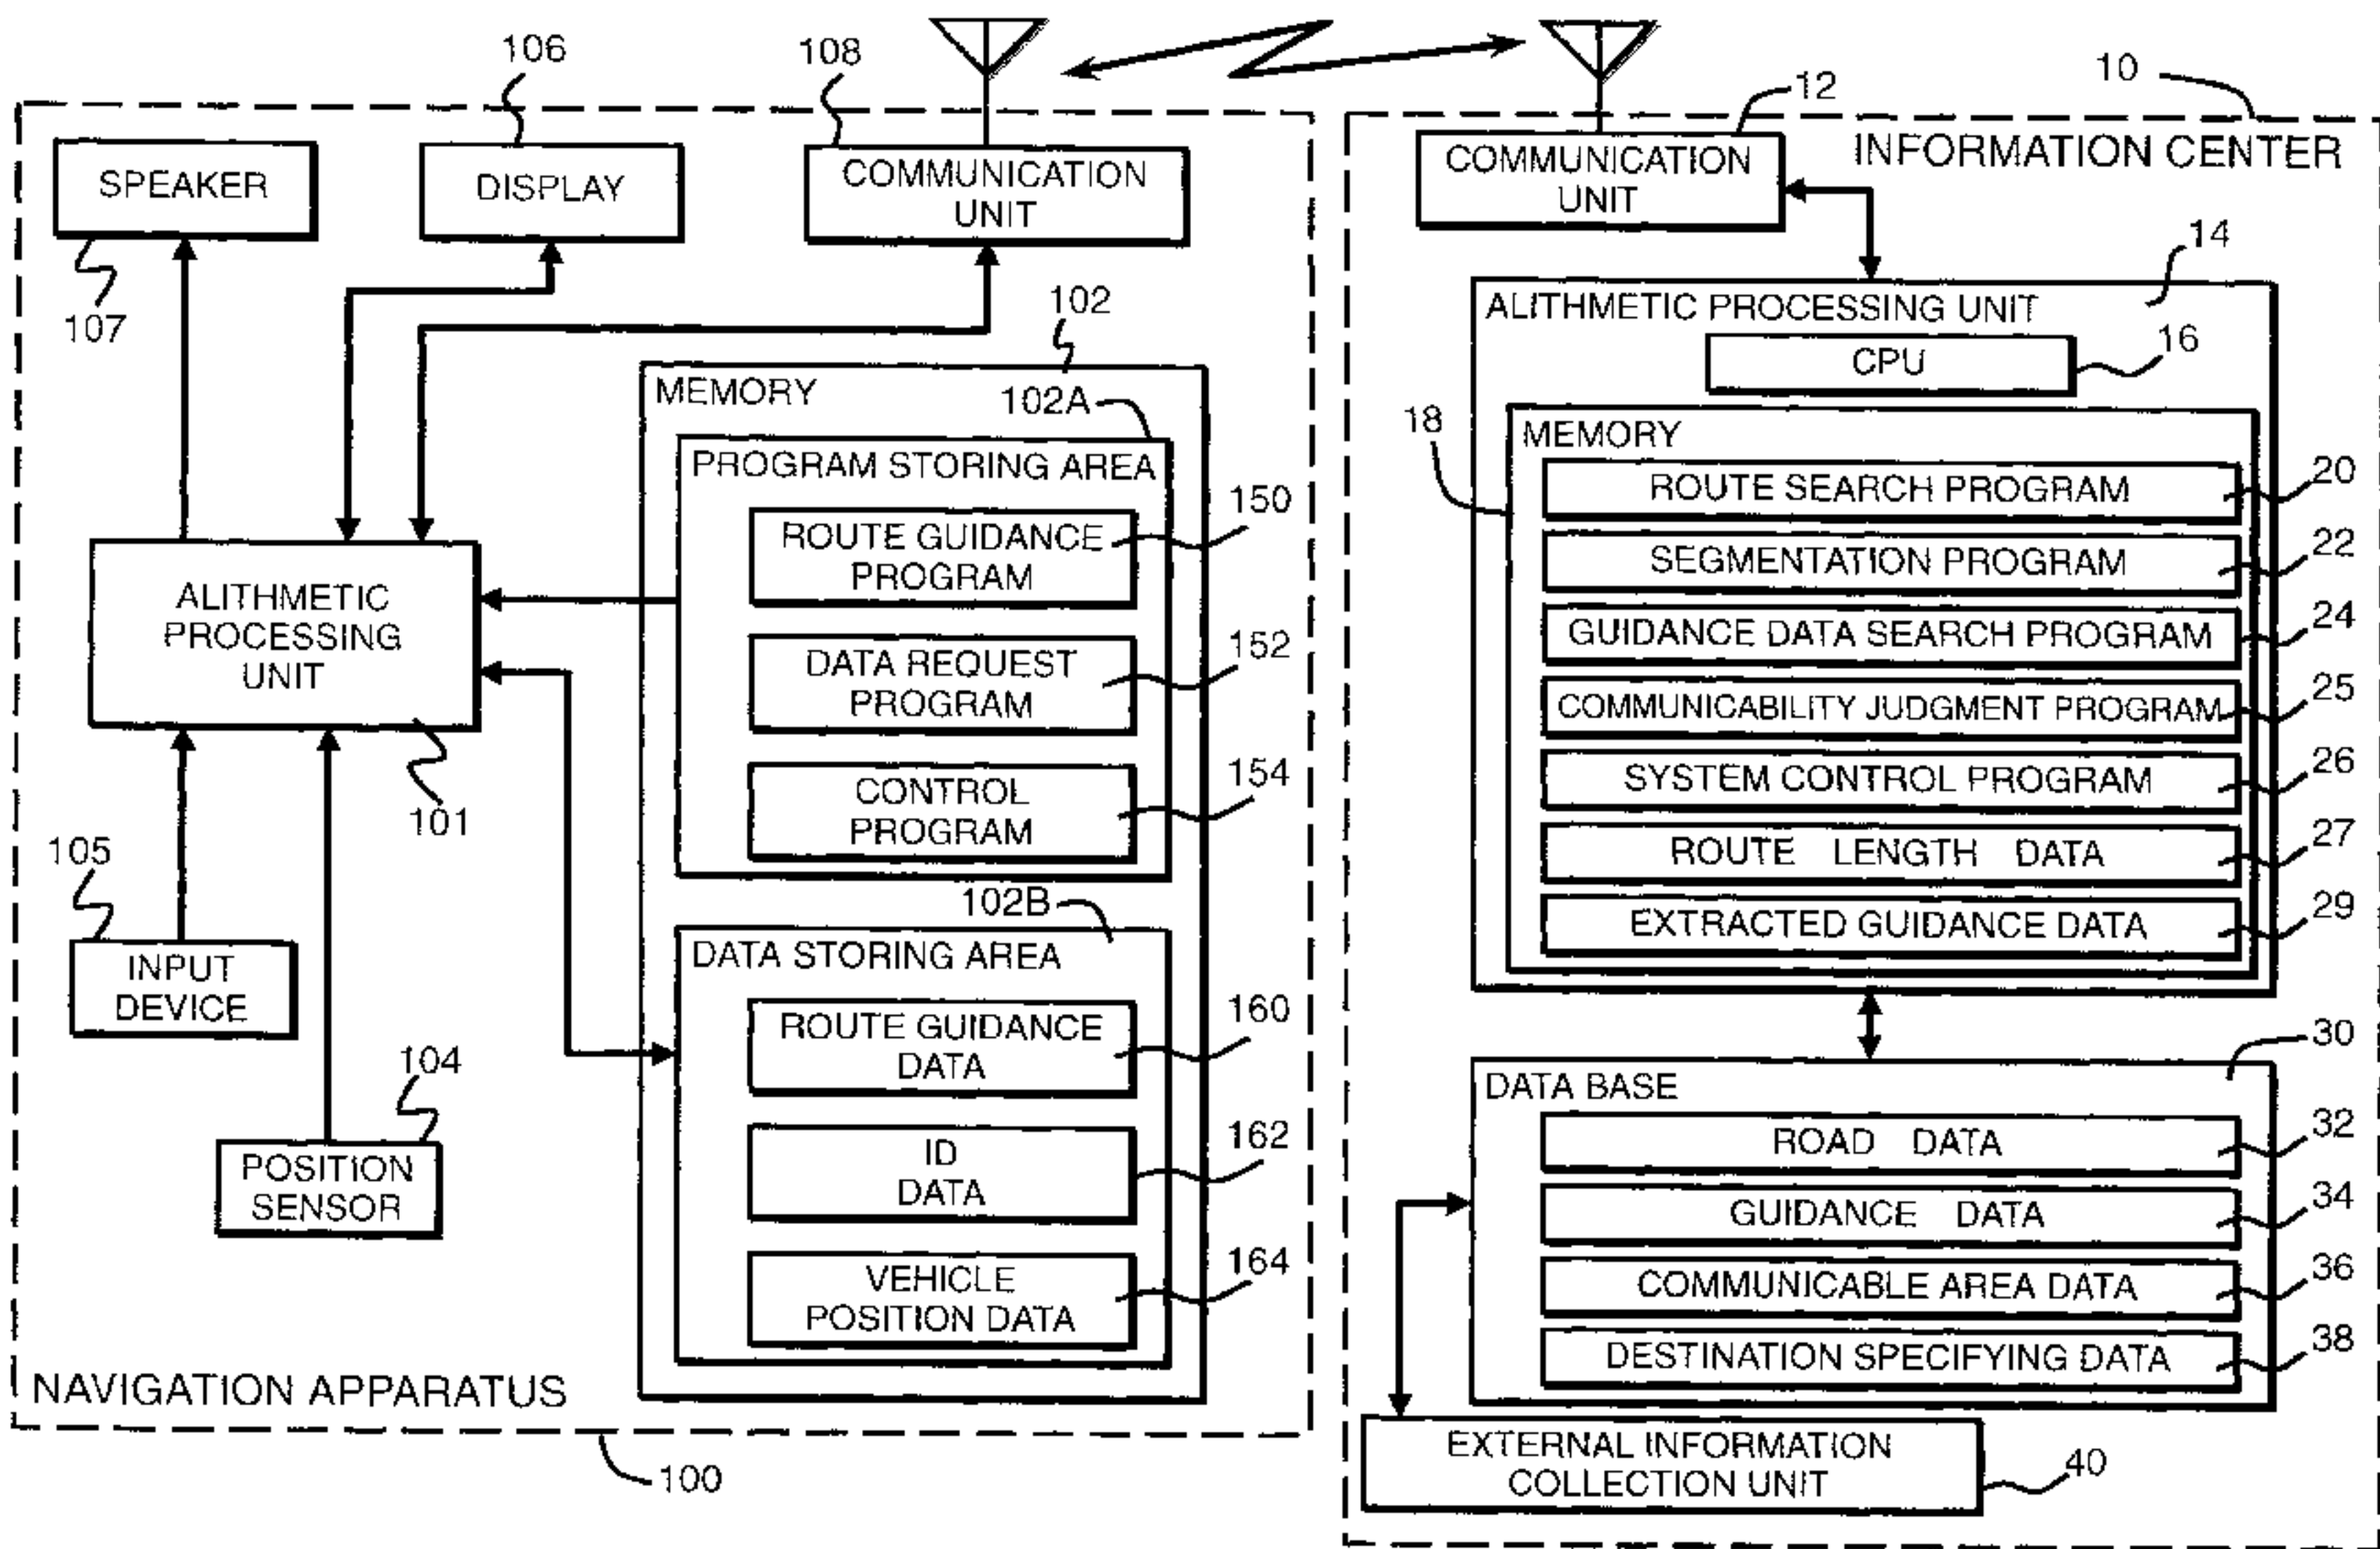 106
108
12
10
SPEAKER
DISPLAY
COMMUNICATION
UNIT
COMMUNICATION
UNIT
INFORMATION CENTER
107
102
14
ALITHMETIC PROCESSING UNIT
CPU
16
MEMORY
102A
PROGRAM STORING AREA
ROUTE GUIDANCE
PROGRAM
150
DATA REQUEST
PROGRAM
152
CONTROL
PROGRAM
154
ALITHMETIC
PROCESSING
UNIT
101
105
INPUT
DEVICE
104
POSITION
SENSOR
102B
DATA STORING AREA
ROUTE GUIDANCE
DATA
160
ID
DATA
162
VEHICLE
POSITION DATA
164
NAVIGATION APPARATUS
100
18
MEMORY
ROUTE SEARCH PROGRAM
20
SEGMENTATION PROGRAM
22
GUIDANCE DATA SEARCH PROGRAM
24
COMMUNICABILITY JUDGMENT PROGRAM
25
SYSTEM CONTROL PROGRAM
26
ROUTE LENGTH DATA
27
EXTRACTED GUIDANCE DATA
29
30
DATA BASE
ROAD DATA
32
GUIDANCE DATA
34
COMMUNICABLE AREA DATA
36
DESTINATION SPECIFYING DATA
38
EXTERNAL INFORMATION
COLLECTION UNIT
40